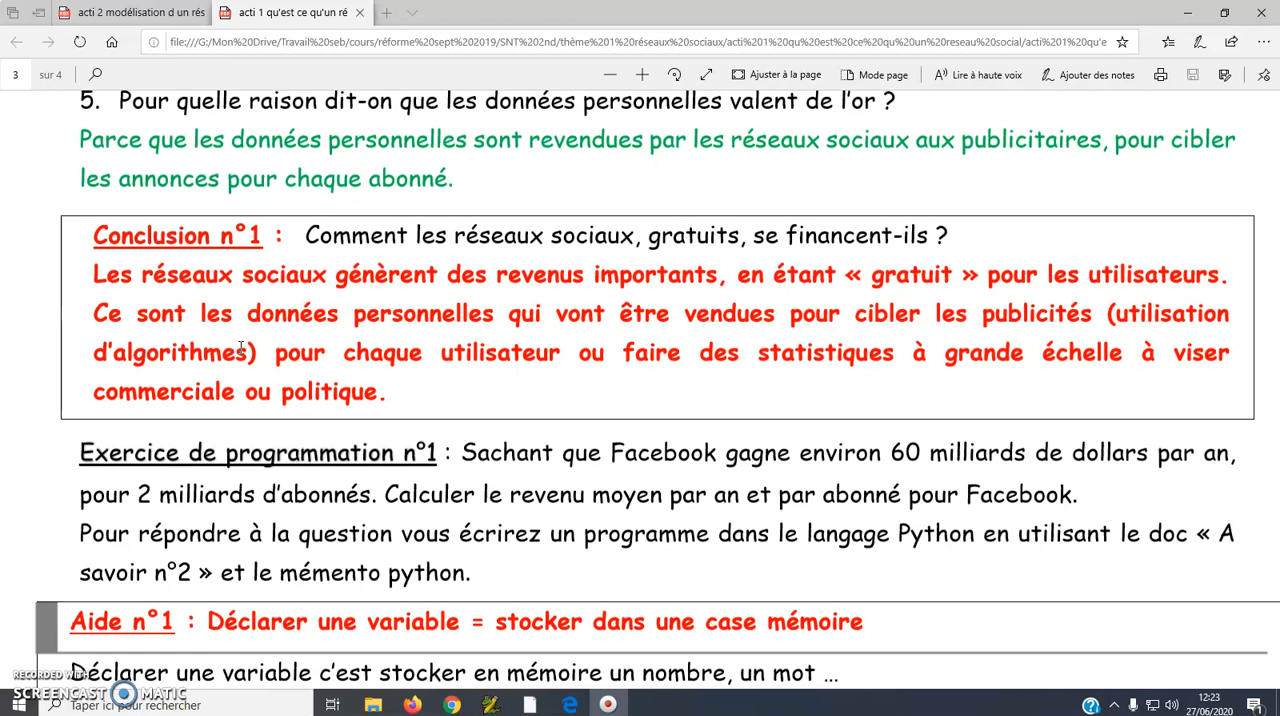 acti 2 modélisation d un rés
acti 1 qu'est ce qu'un ré
file:///G:/Mon%20Drive/Travail%20seb/cours/réforme%20sept%202019/SNT%202nd/thème%201%20réseaux%20sociaux/acti%201%20qu%20est%20ce%20qu%20un%20reseau%20social/acti%201%20qu'e
3 sur 4
Ajuster à la page
Mode page
Lire à haute voix
Ajouter des notes
5. Pour quelle raison dit-on que les données personnelles valent de l'or ?
Parce que les données personnelles sont revendues par les réseaux sociaux aux publicitaires, pour cibler
les annonces pour chaque abonné.
Conclusion n°1 : Comment les réseaux sociaux, gratuits, se financent-ils ?
Les réseaux sociaux génèrent des revenus importants, en étant « gratuit » pour les utilisateurs.
Ce sont les données personnelles qui vont être vendues pour cibler les publicités (utilisation
d'algorithmes) pour chaque utilisateur ou faire des statistiques à grande échelle à viser
commerciale ou politique.
Exercice de programmation n°1 : Sachant que Facebook gagne environ 60 milliards de dollars par an,
pour 2 milliards d'abonnés. Calculer le revenu moyen par an et par abonné pour Facebook.
Pour répondre à la question vous écrirez un programme dans le langage Python en utilisant le doc « A
savoir n°2 » et le mémento python.
Aide n°1 : Déclarer une variable = stocker dans une case mémoire
Déclarer une variable c'est stocker en mémoire un nombre, un mot …
RECORDED WITH
SCREENCAST MATIC
Taper ici pour rechercher
12:23
27/06/2020